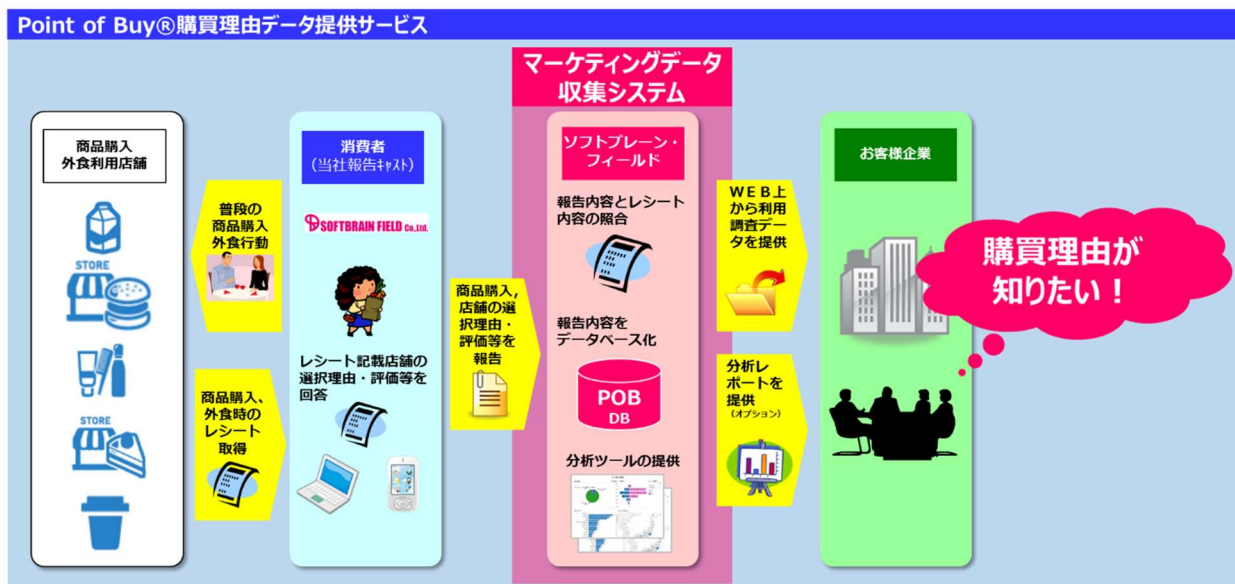 Point of Buy®購買理由データ提供サービス
マーケティングデータ
収集システム
商品購入
外食利用店舗
STORE
STORE
普段の
商品購入
外食行動
商品購入、
外食時の
レシート
取得
消費者
(当社報告ｷｬｽﾄ)
SOFTBRAIN FIELD Co.,Ltd.
レシート記載店舗の
選択理由・評価等を
回答
商品購入,
店舗の選
択理由・
評価等を
報告
ソフトブレーン・
フィールド
報告内容とレシート
内容の照合
報告内容を
データベース化
POB
DB
分析ツールの提供
ＷＥＢ上
から利用
調査デー
タを提供
分析レ
ポートを
提供
(オプション)
お客様企業
購買理由が
知りたい！